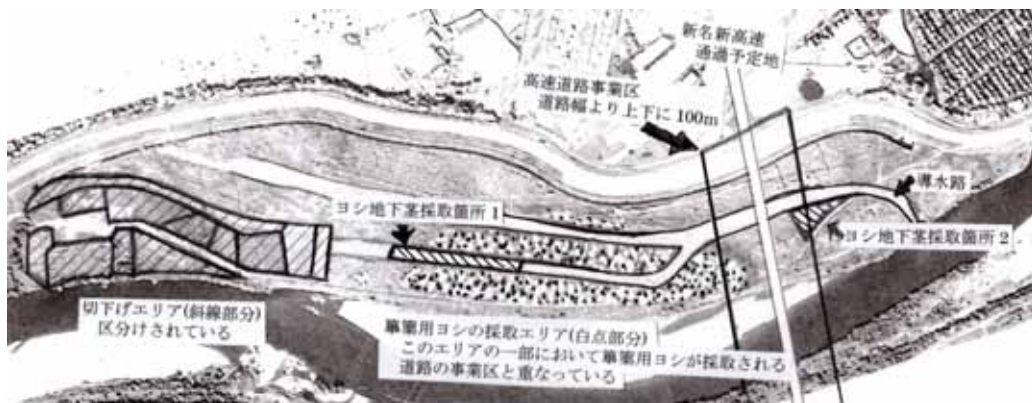 新名新高速
通過予定地
高速道路事業区
道路幅より上下に100m
導水路
ヨシ地下茎採取箇所1
ヨシ地下茎採取箇所2
切下げエリア(斜線部分)
区分けされている
篳篥用ヨシの採取エリア(白点部分)
このエリアの一部において篳篥用ヨシが採取される
道路の事業区と重なっている